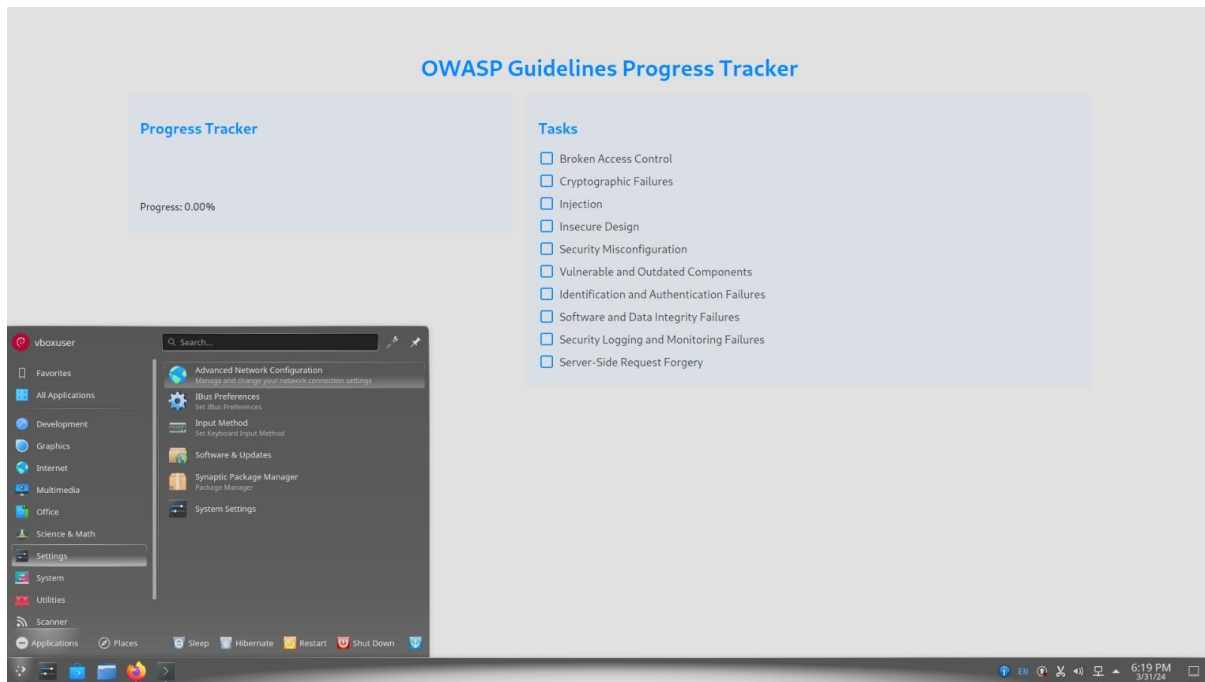 OWASP Guidelines Progress Tracker
Progress Tracker
Progress: 0.00%
Tasks
Broken Access Control
Cryptographic Failures
Injection
Insecure Design
Security Misconfiguration
Vulnerable and Outdated Components
Identification and Authentication Failures
Software and Data Integrity Failures
Security Logging and Monitoring Failures
Server-Side Request Forgery
vboxuser
Search...
Favorites
All Applications
Development
Graphics
Internet
Multimedia
Office
Science & Math
Settings
System
Utilities
Scanner
Advanced Network Configuration
Manage and change your network connection settings
IBus Preferences
Set IBus Preferences
Input Method
Set Keyboard Input Method
Software & Updates
Synaptic Package Manager
Package Manager
System Settings
Applications
Places
Sleep
Hibernate
Restart
Shut Down
EN
6:19 PM
3/31/24